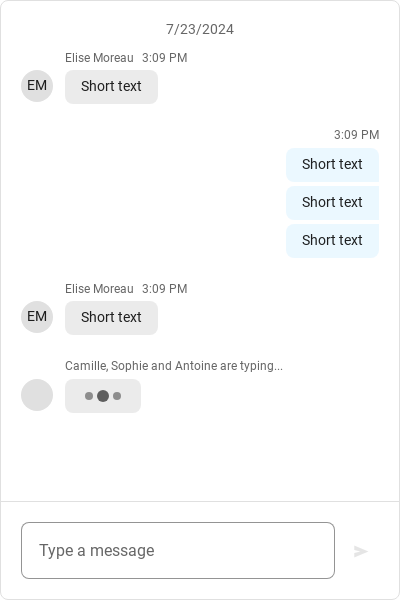 7/23/2024
Elise Moreau 3:09 PM
EM
Short text
3:09 PM
Short text
Short text
Short text
Elise Moreau 3:09 PM
EM
Short text
Camille, Sophie and Antoine are typing...
Type a message